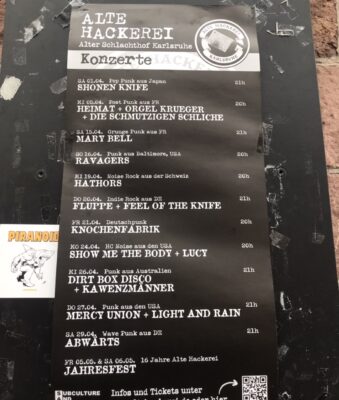 ALTE
HACKEREI
Alter Schlachthof Karlsruhe
Konzerte
SA 01.04. Pop Punk aus Japan 21h
SHONEN KNIFE
MI 05.04. Post Punk aus FR 20h
HEIMAT + ORGEL KRUEGER
+ DIE SCHMUTZIGEN SCHLICHE
SA 15.04. Grunge Punk aus FR 21h
MARY BELL
SO 16.04. Punk aus Baltimore, USA 20h
RAVAGERS
MI 19.04. Noise Rock aus der Schweiz 20h
HATHORS
DO 20.04. Indie Rock aus DE 21h
FLUPPE + FEEL OF THE KNIFE
FR 21.04. Deutschpunk 20h
KNOCHENFABRIK
MO 24.04. HC Noise aus den USA 20h
SHOW ME THE BODY + LUCY
MI 26.04. Punk aus Australien 21h
DIRT BOX DISCO
+ KAWENZMÄNNER
DO 27.04. Punk aus den USA 21h
MERCY UNION + LIGHT AND RAIN
SA 29.04. Wave Punk aus DE 21h
ABWÄRTS
FR 05.05. & SA 06.05. 16 Jahre Alte Hackerei
JAHRESFEST
SUBCULTURE
Infos und Tickets unter
oder hier
PIRANOIA